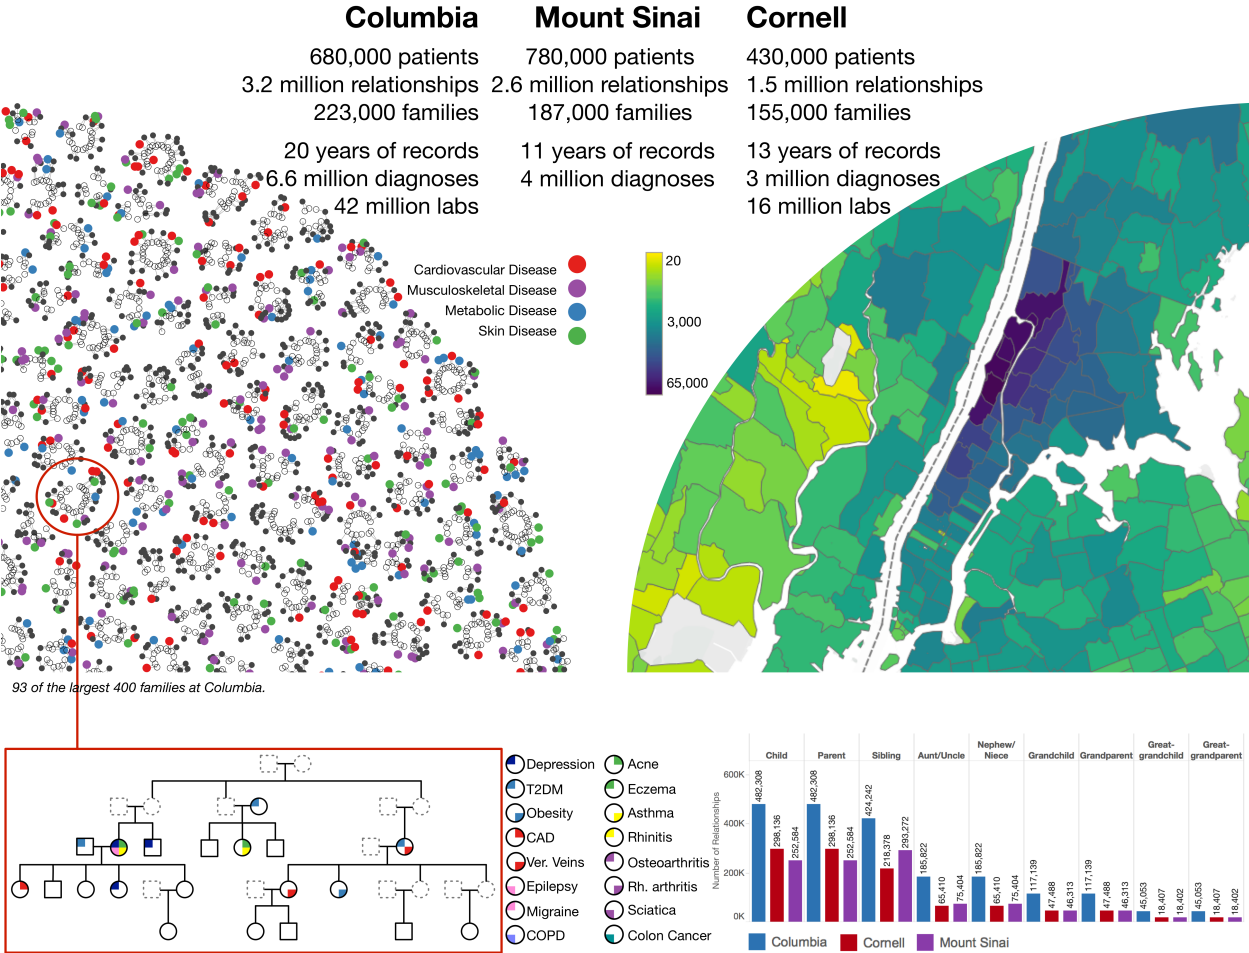 Columbia
680,000 patients
3.2 million relationships
223,000 families
20 years of records
6.6 million diagnoses
42 million labs
Mount Sinai
780,000 patients
2.6 million relationships
187,000 families
11 years of records
4 million diagnoses
Cornell
430,000 patients
1.5 million relationships
155,000 families
13 years of records
3 million diagnoses
16 million labs
Cardiovascular Disease
Musculoskeletal Disease
Metabolic Disease
Skin Disease
20
3,000
65,000
93 of the largest 400 families at Columbia.
Depression
T2DM
Obesity
CAD
Ver. Veins
Epilepsy
Migraine
COPD
Acne
Eczema
Asthma
Rhinitis
Osteoarthritis
Rh. arthritis
Sciatica
Colon Cancer
Child
Parent
Sibling
Aunt/Uncle
Nephew/
Niece
Grandchild
Grandparent
Great-
grandchild
Great-
grandparent
Number of Relationships
600K
400K
200K
0K
482,308
298,136
252,584
482,308
298,136
252,584
424,242
218,378
293,272
185,822
65,410
75,404
185,822
65,410
75,404
117,139
47,488
46,313
117,139
47,488
46,313
45,053
18,407
18,402
45,053
18,407
18,402
Columbia
Cornell
Mount Sinai